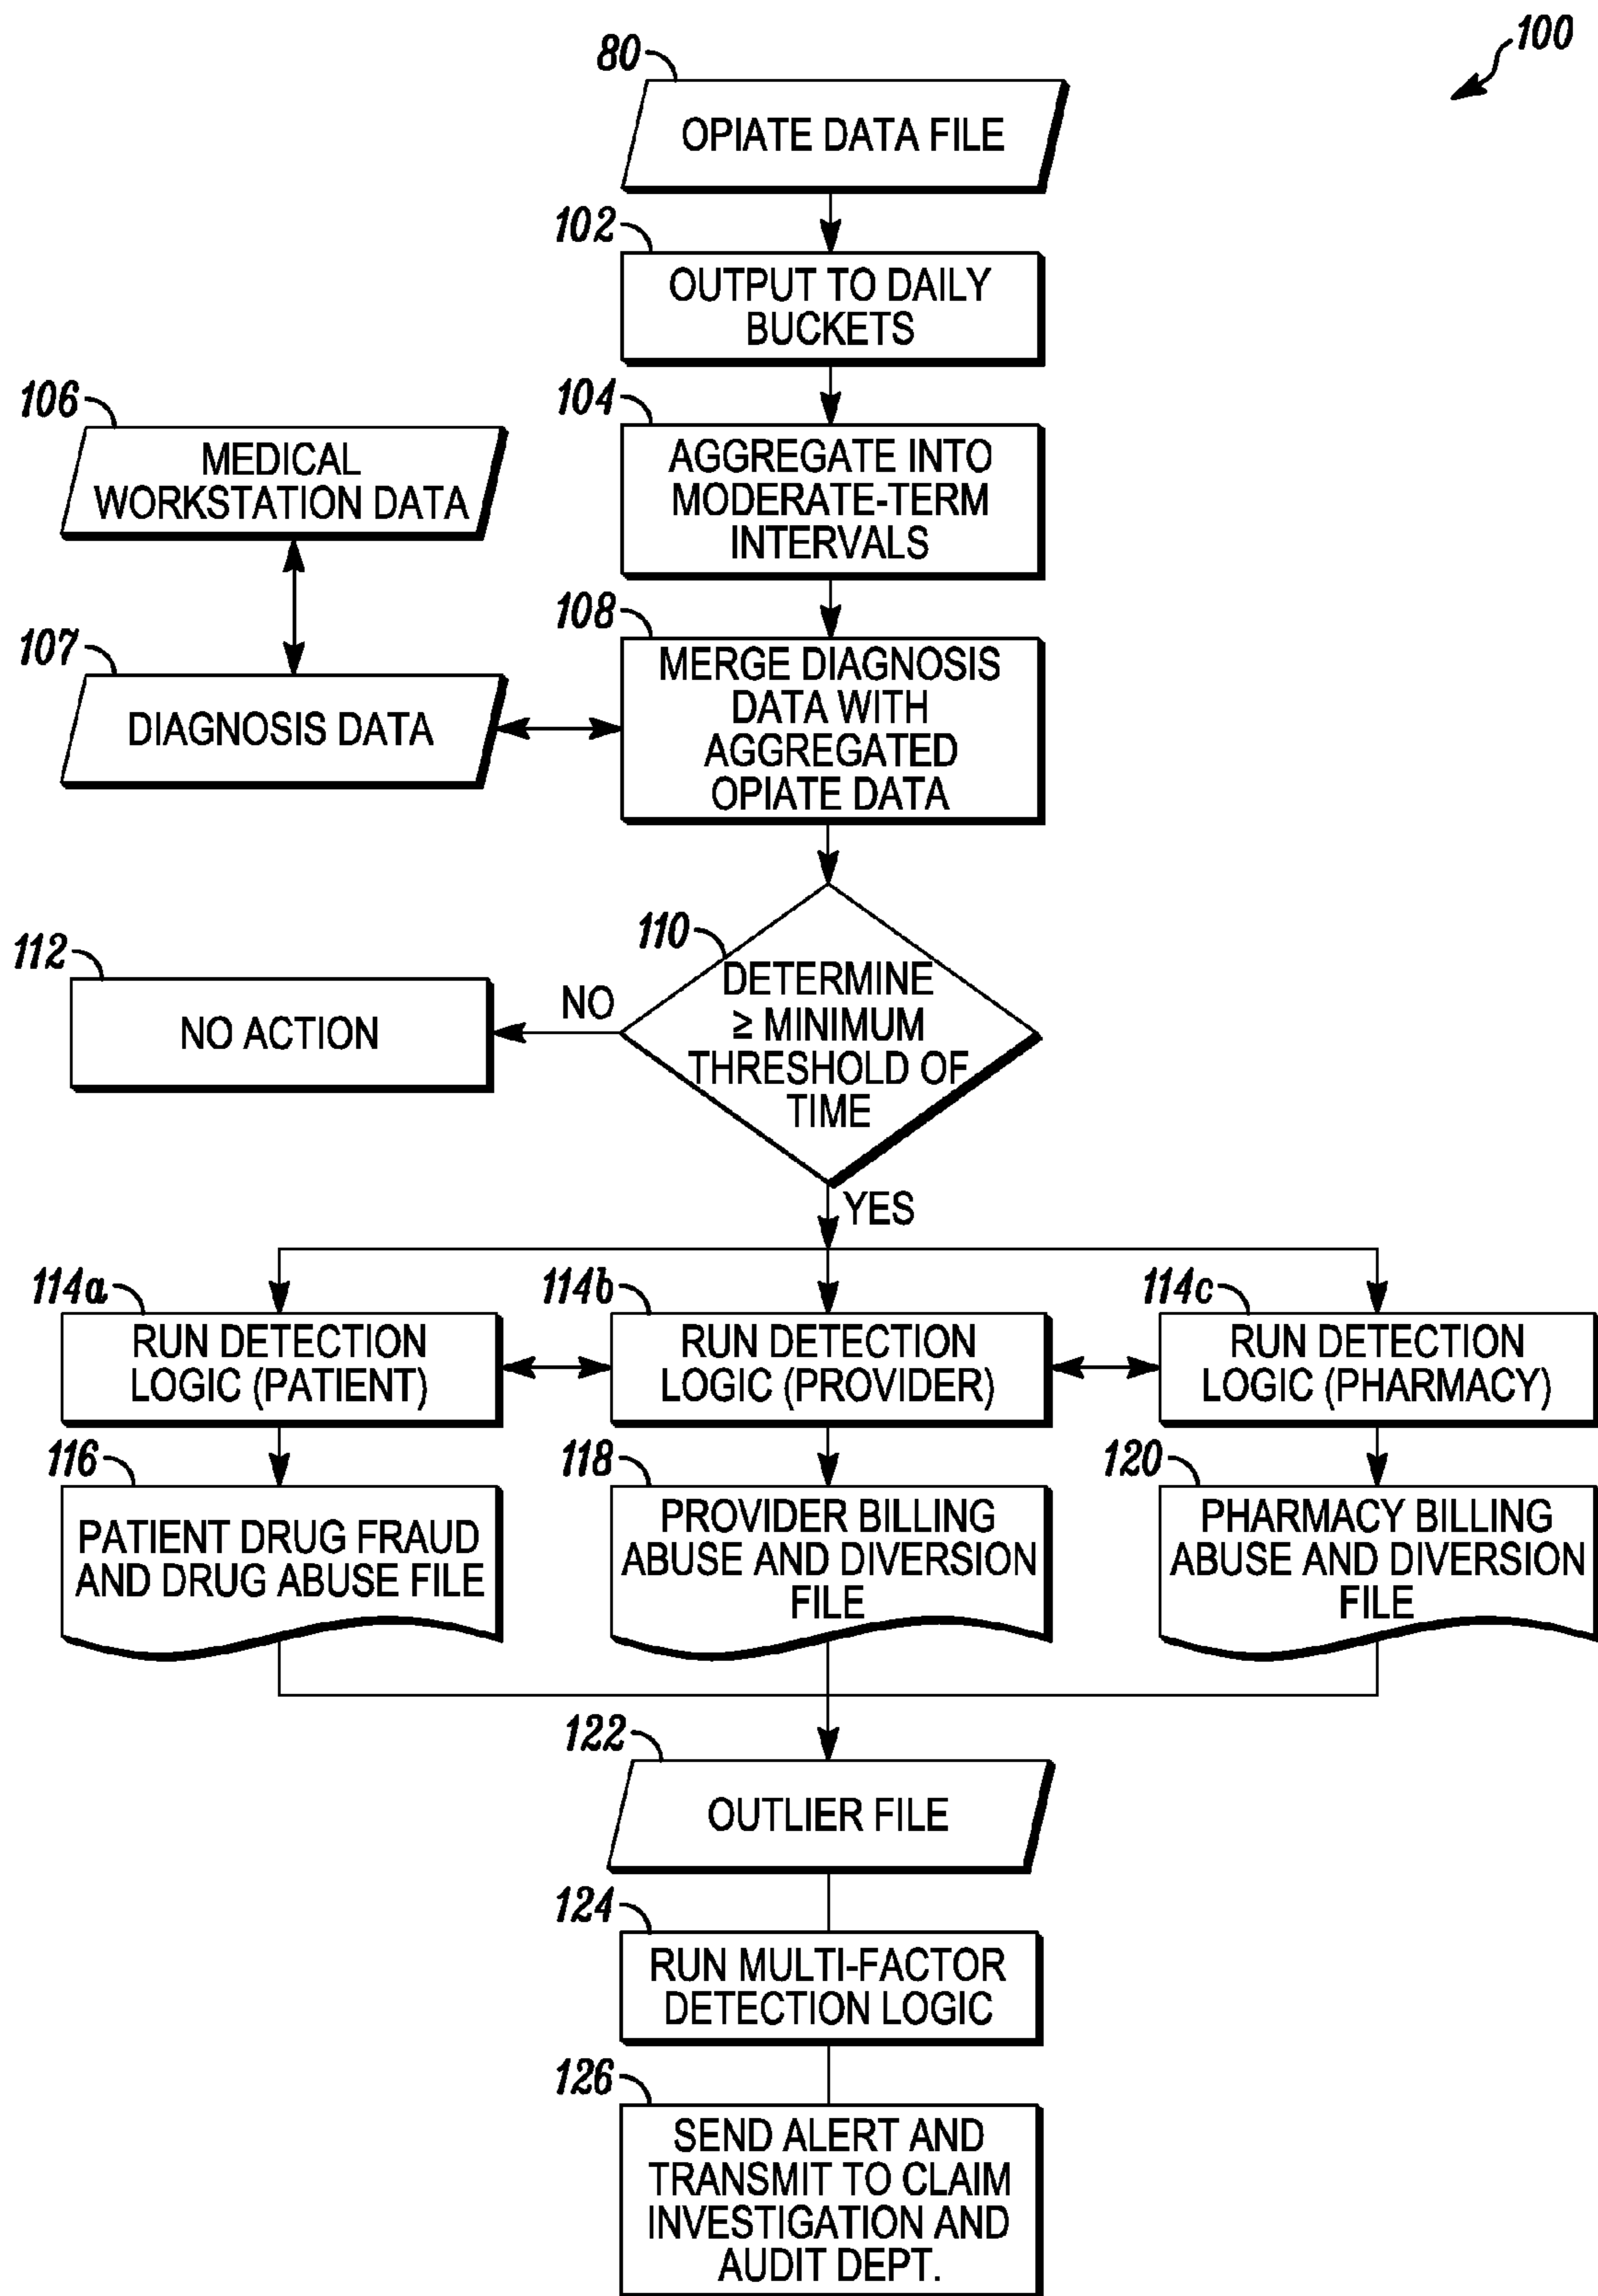 100
80
OPIATE DATA FILE
102
OUTPUT TO DAILY
BUCKETS
104
AGGREGATE INTO
MODERATE-TERM
INTERVALS
106
MEDICAL
WORKSTATION DATA
107
DIAGNOSIS DATA
108
MERGE DIAGNOSIS
DATA WITH
AGGREGATED
OPIATE DATA
110
DETERMINE
≥ MINIMUM
THRESHOLD OF
TIME
NO
112
NO ACTION
YES
114a
RUN DETECTION
LOGIC (PATIENT)
114b
RUN DETECTION
LOGIC (PROVIDER)
114c
RUN DETECTION
LOGIC (PHARMACY)
116
PATIENT DRUG FRAUD
AND DRUG ABUSE FILE
118
PROVIDER BILLING
ABUSE AND DIVERSION
FILE
120
PHARMACY BILLING
ABUSE AND DIVERSION
FILE
122
OUTLIER FILE
124
RUN MULTI-FACTOR
DETECTION LOGIC
126
SEND ALERT AND
TRANSMIT TO CLAIM
INVESTIGATION AND
AUDIT DEPT.